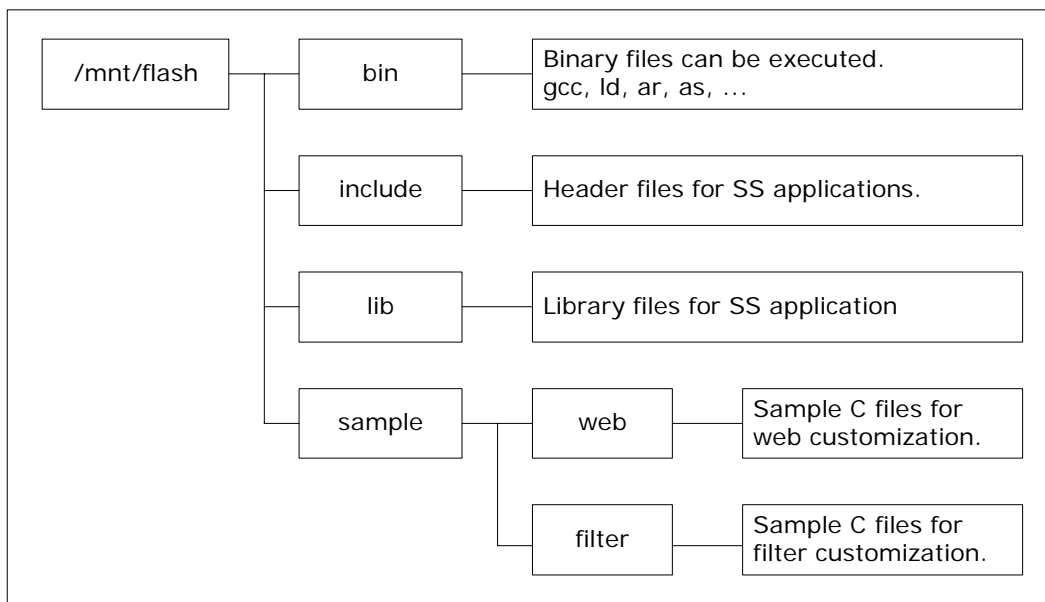 /mnt/flash
bin
Binary files can be executed.
gcc, ld, ar, as, ...
include
Header files for SS applications.
lib
Library files for SS application
sample
web
Sample C files for
web customization.
filter
Sample C files for
filter customization.